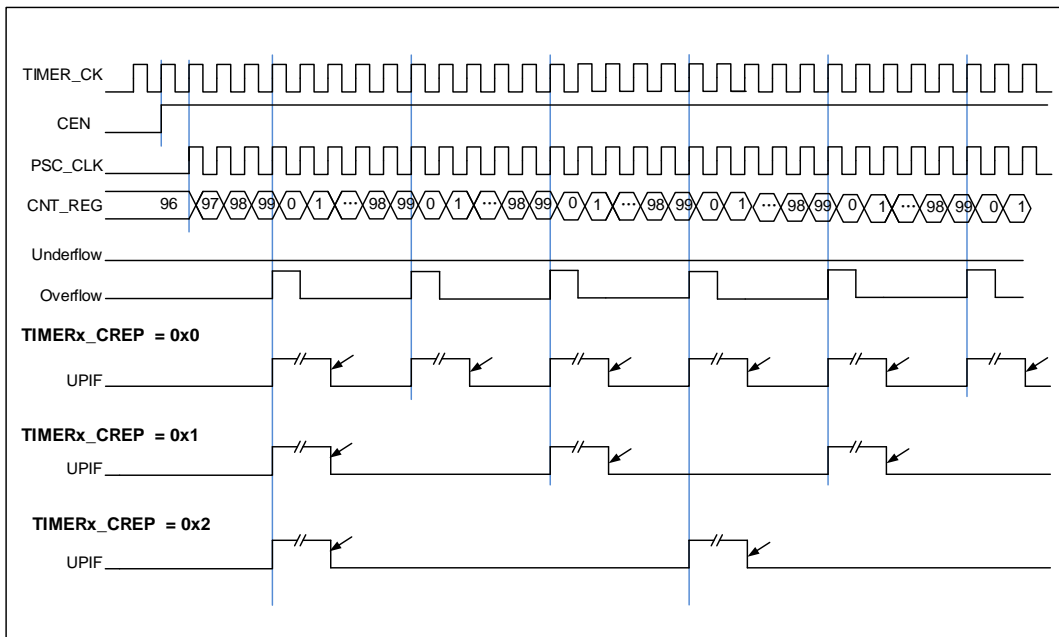 TIMER_CK
CEN
PSC_CLK
CNT_REG 96 97 98 99 0 1 ... 98 99 0 1 ... 98 99 0 1 ... 98 99 0 1 ... 98 99 0 1 ... 98 99 0 1
Underflow
Overflow
TIMERx_CREP = 0x0
UPIF
TIMERx_CREP = 0x1
UPIF
TIMERx_CREP = 0x2
UPIF